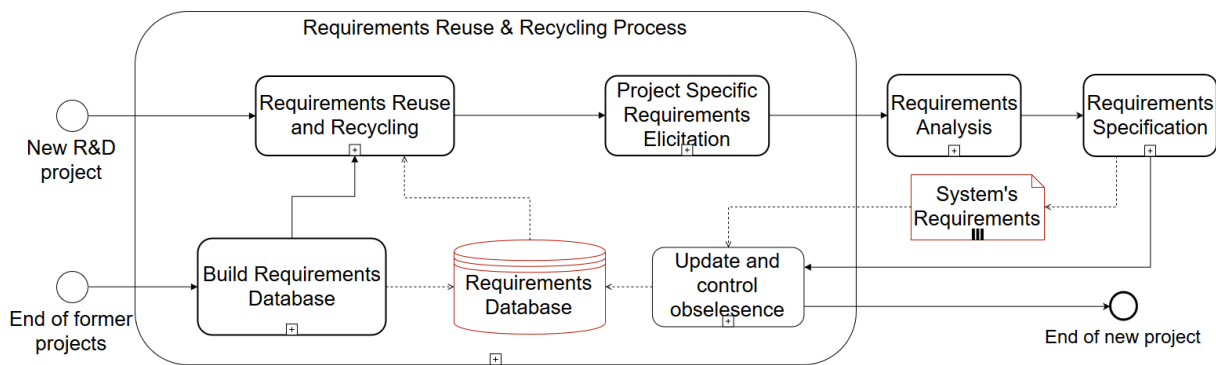 Requirements Reuse & Recycling Process
New R&D
project
Requirements Reuse
and Recycling
Project Specific
Requirements
Elicitation
Requirements
Analysis
Requirements
Specification
System's
Requirements
End of former
projects
Build Requirements
Database
Requirements
Database
Update and
control
obselesence
End of new project